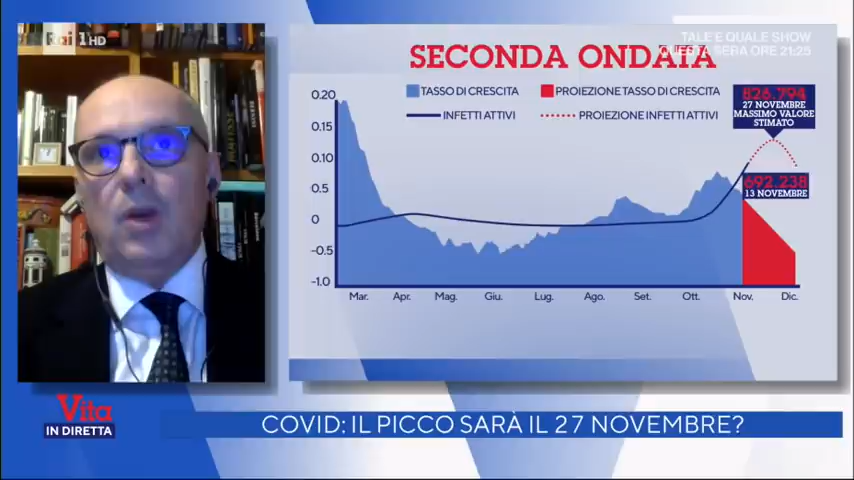 Rai 1HD
TALE E QUALE SHOW
QUESTA SERA ORE 21:25
SECONDA ONDATA
TASSO DI CRESCITA
PROIEZIONE TASSO DI CRESCITA
INFETTI ATTIVI
PROIEZIONE INFETTI ATTIVI
826.794
27 NOVEMBRE
MASSIMO VALORE
STIMATO
692.238
13 NOVEMBRE
0.20
0.15
0.10
0.5
0
-0.5
-1.0
Mar. Apr. Mag. Giu. Lug. Ago. Set. Ott. Nov. Dic.
MATISSE
Vita
IN DIRETTA
COVID: IL PICCO SARÀ IL 27 NOVEMBRE?